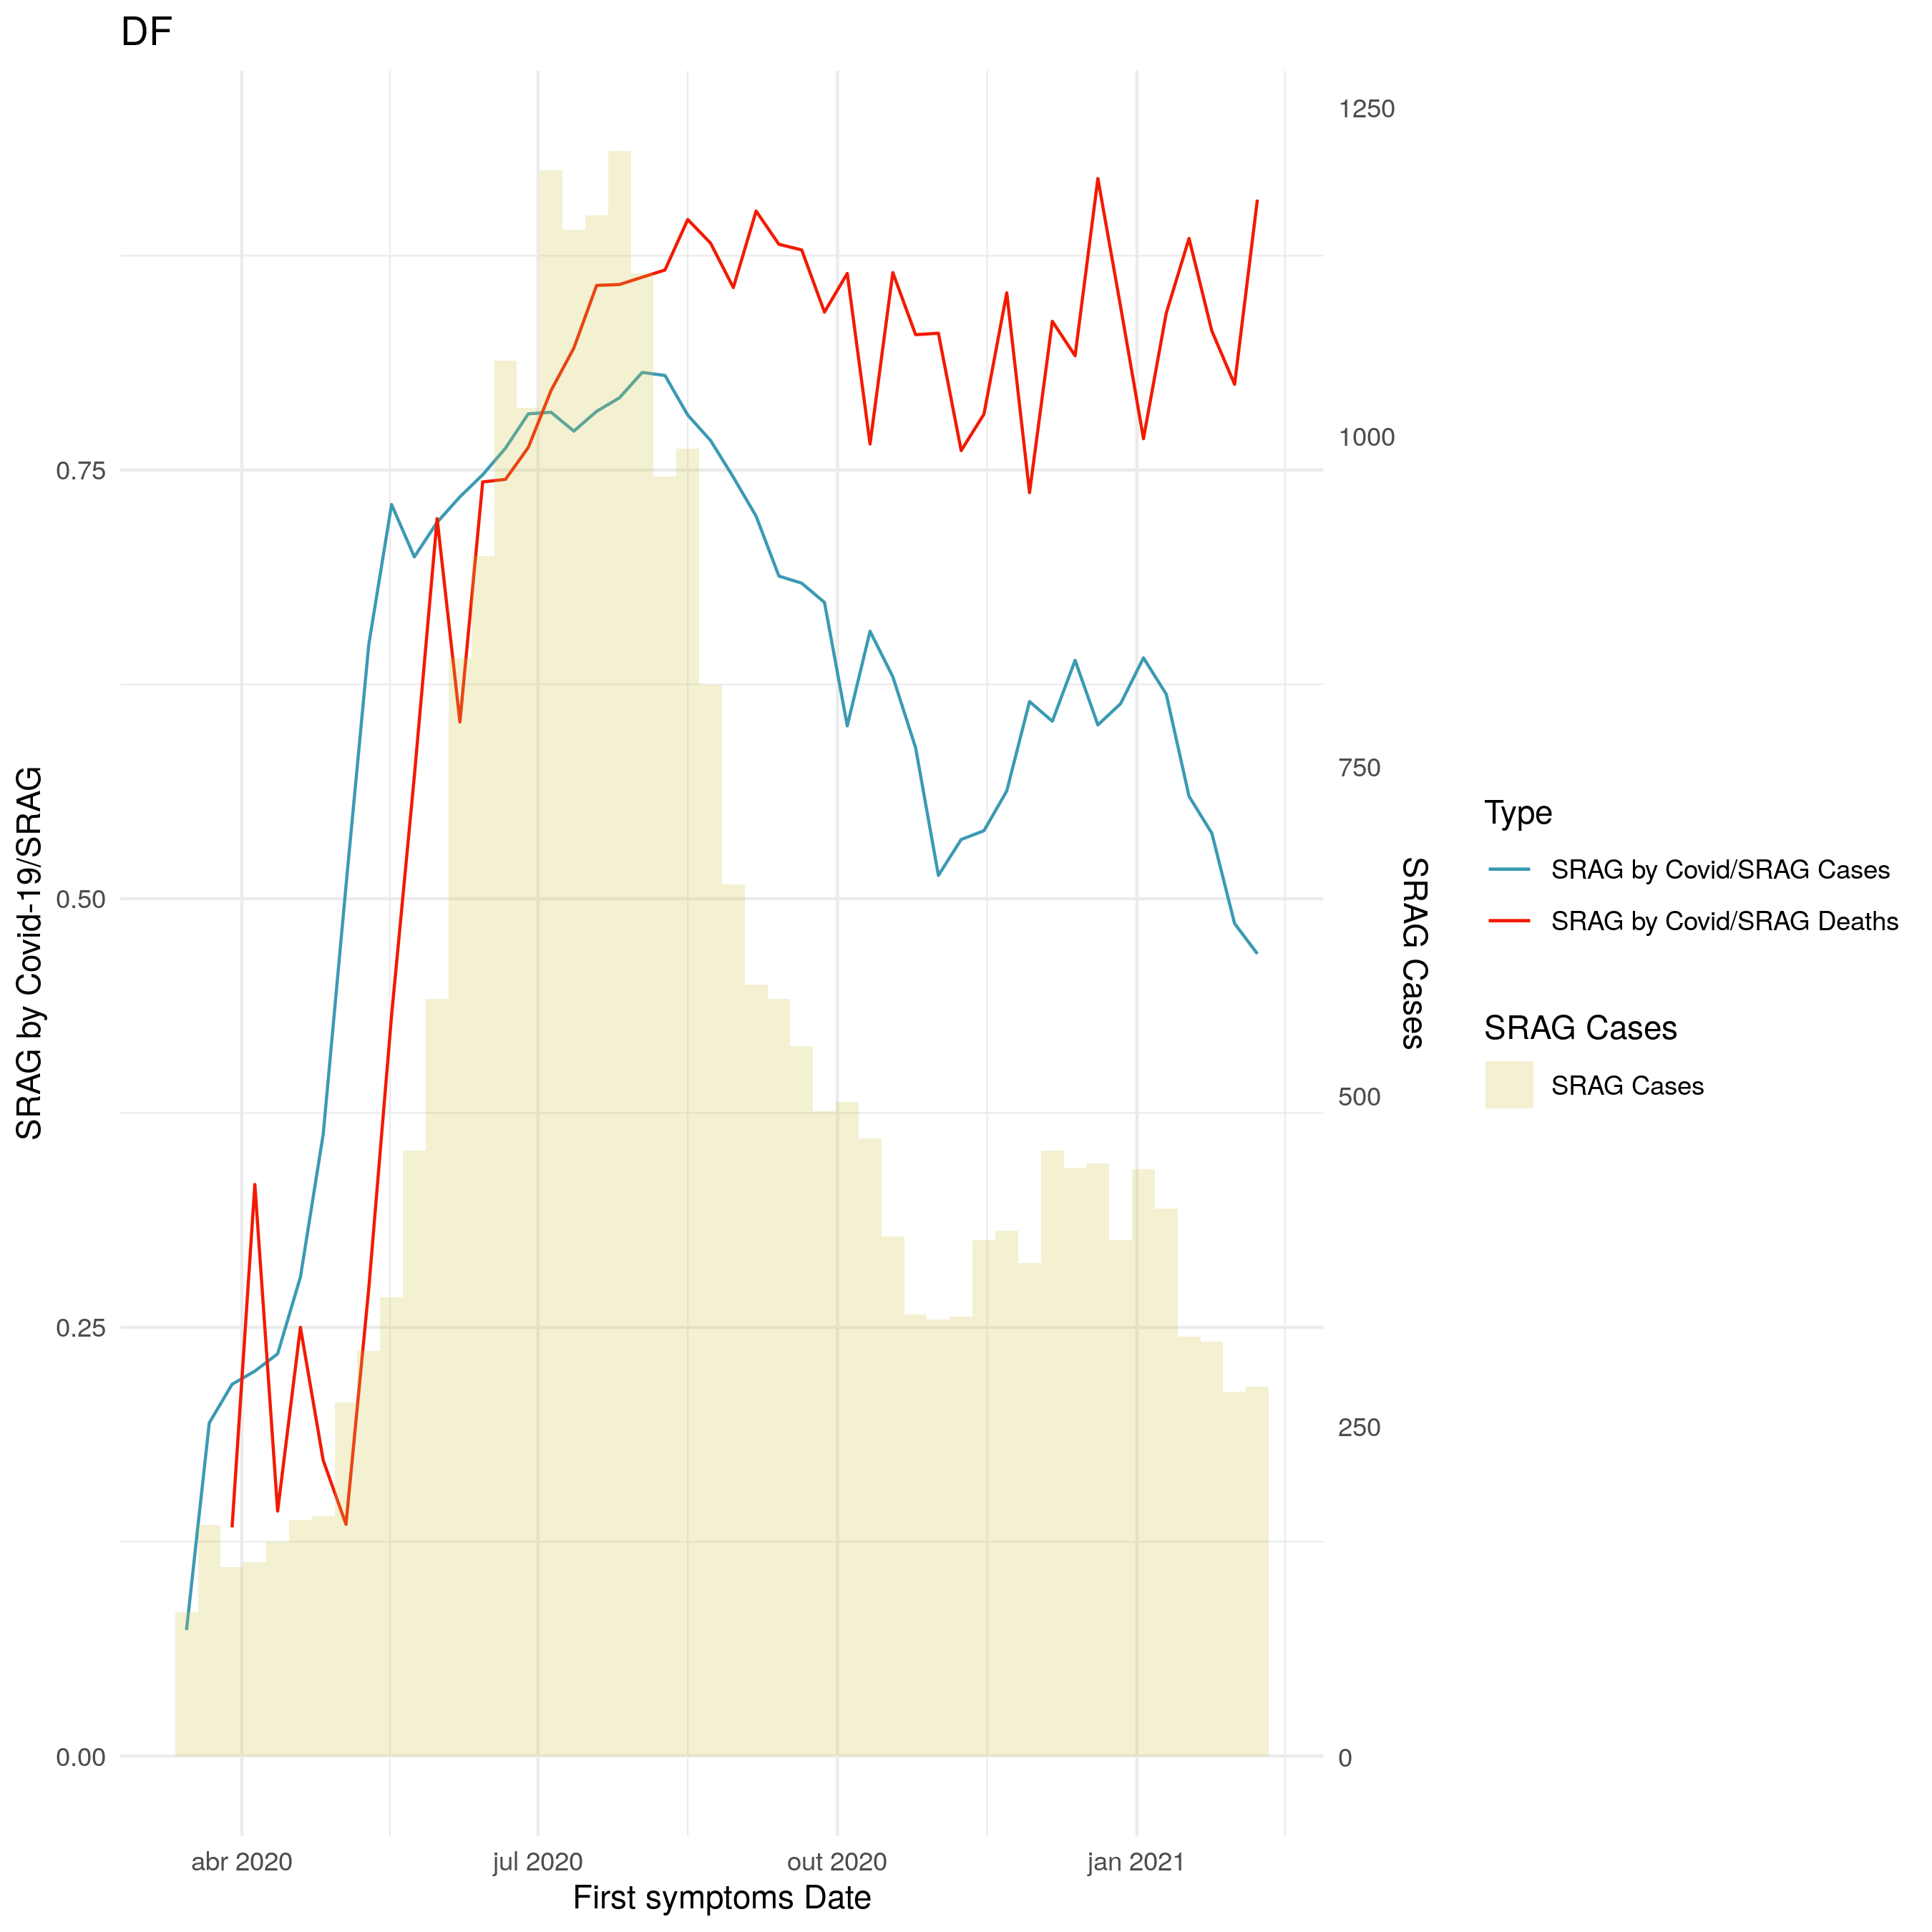 DF
SRAG by Covid-19/SRAG
0.75
0.50
0.25
0.00
1250
1000
750
500
250
0
SRAG Cases
abr 2020
jul 2020
out 2020
jan 2021
First symptoms Date
Type
SRAG by Covid/SRAG Cases
SRAG by Covid/SRAG Deaths
SRAG Cases
SRAG Cases